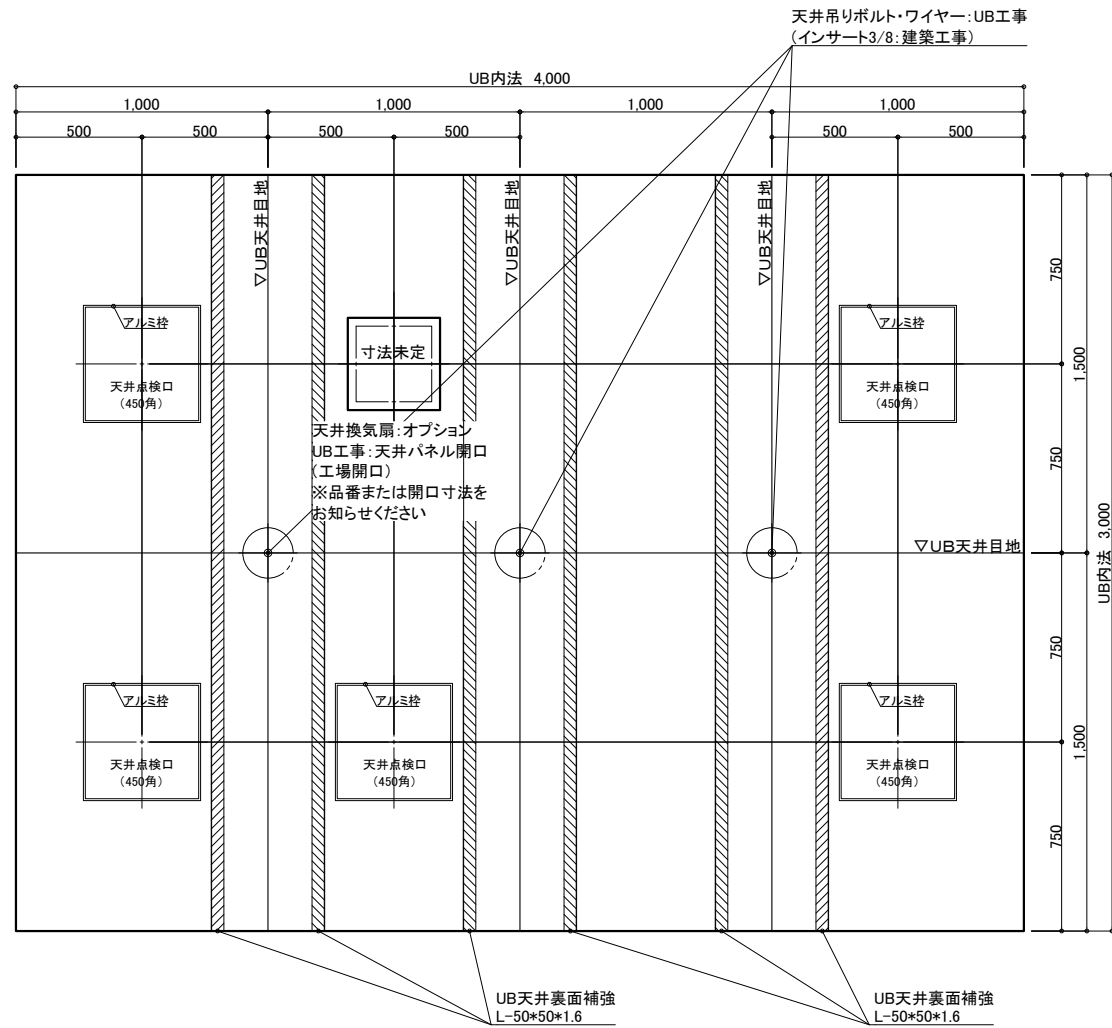 天井吊りボルト・ワイヤー：UB工事
（インサート3/8：建築工事）
UB内法 4,000
1,000 1,000 1,000 1,000
500 500 500 500 500 500
▽UB天井目地
▽UB天井目地
▽UB天井目地
アルミ枠
天井点検口
（450角）
寸法未定
アルミ枠
天井点検口
（450角）
天井換気扇：オプション
UB工事：天井パネル開口
（工場開口）
※品番または開口寸法を
お知らせください
▽UB天井目地
750
750
1,500
UB内法 3,000
750
750
1,500
アルミ枠
天井点検口
（450角）
アルミ枠
天井点検口
（450角）
アルミ枠
天井点検口
（450角）
UB天井裏面補強
L-50*50*1.6
UB天井裏面補強
L-50*50*1.6